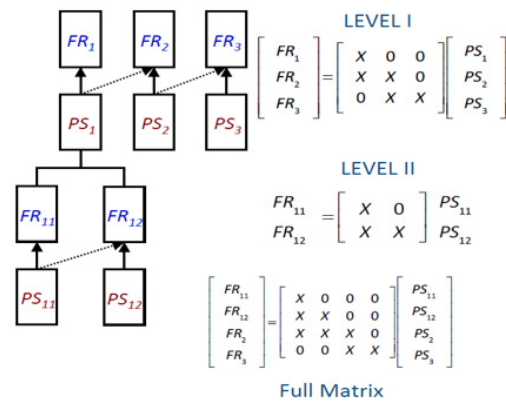 FR1 FR2 FR3
PS1 PS2 PS3
FR11 FR12
PS11 PS12
LEVEL I
FR1 X 0 0 PS1
FR2 = X X 0 PS2
FR3 0 X X PS3
LEVEL II
FR11 = X 0 PS11
FR12 X X PS12
FR11 X 0 0 0 PS11
FR12 = X X 0 0 PS12
FR2 X X X 0 PS2
FR3 0 0 X X PS3
Full Matrix